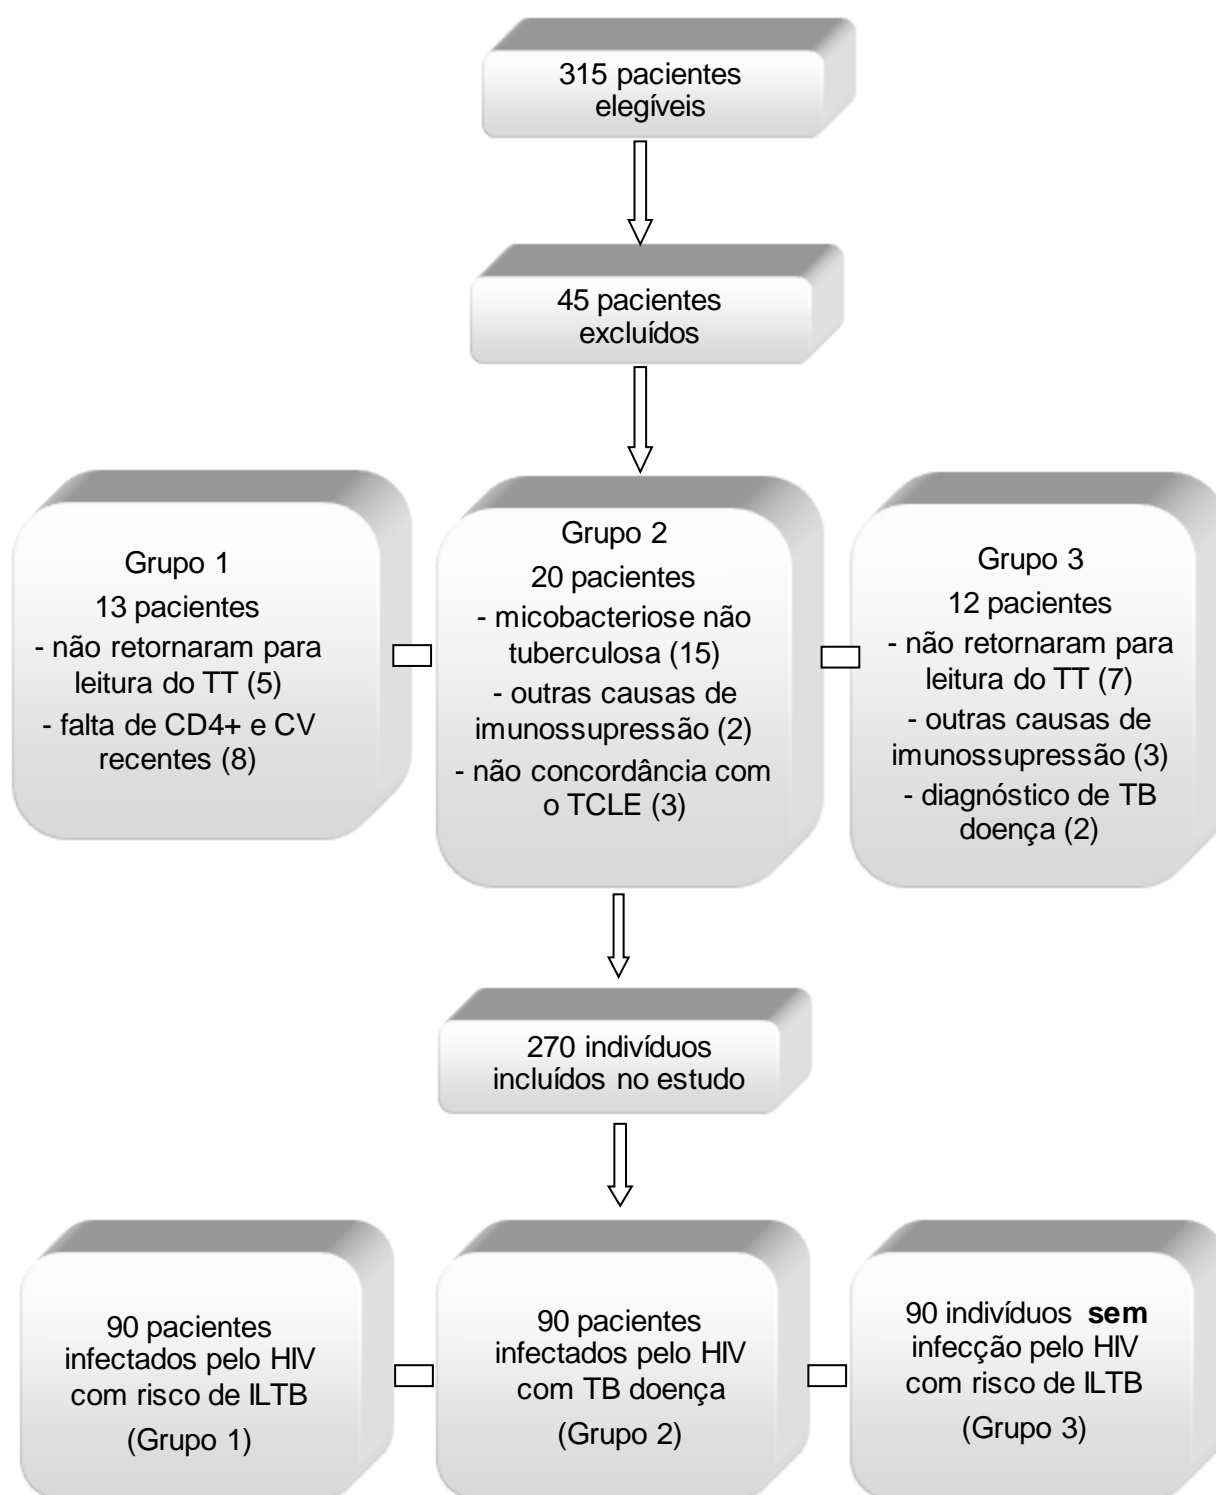 315 pacientes
elegíveis
45 pacientes
excluídos
Grupo 1
13 pacientes
- não retornaram para
leitura do TT (5)
- falta de CD4+ e CV
recentes (8)
Grupo 2
20 pacientes
- micobacteriose não
tuberculosa (15)
- outras causas de
imunossupressão (2)
- não concordância com
o TCLE (3)
Grupo 3
12 pacientes
- não retornaram para
leitura do TT (7)
- outras causas de
imunossupressão (3)
- diagnóstico de TB
doença (2)
270 indivíduos
incluídos no estudo
90 pacientes
infectados pelo HIV
com risco de ILTB
(Grupo 1)
90 pacientes
infectados pelo HIV
com TB doença
(Grupo 2)
90 indivíduos sem
infecção pelo HIV
com risco de ILTB
(Grupo 3)